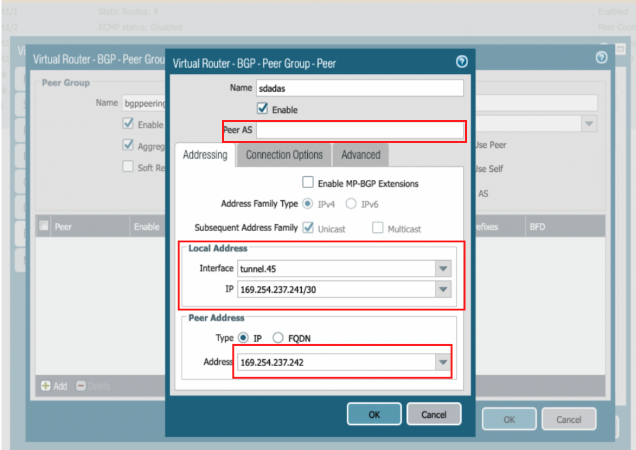 Static Routes: 4
Enabled
ECMP status: Disabled
Virtual Router - BGP - Peer Grou
Virtual Router - BGP - Peer Group - Peer
Peer Group
Name sdadas
Name bgppeering
Enable
Enable
Peer AS
Aggreg
Use Peer
Addressing Connection Options Advanced
Soft Re
Use Self
Enable MP-BGP Extensions
AS
Address Family Type IPv4 IPv6
Peer Enable
Subsequent Address Family Unicast Multicast
efixes BFD
Local Address
Interface tunnel.45
IP 169.254.237.241/30
Peer Address
Type IP FQDN
Address 169.254.237.242
Add Delete
OK Cancel
OK Cancel